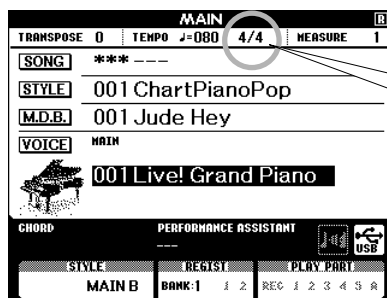 MAIN R
TRANSPOSE 0 TEMPO ♩=080 4/4 MEASURE 1
SONG *** ---
STYLE 001 ChartPianoPop
M.D.B. 001 Jude Hey
VOICE MAIN
001 Live! Grand Piano
CHORD PERFORMANCE ASSISTANT
---
USB
STYLE REGIST PLAY PART
MAIN B BANK:1 1 2 REC 1 2 3 4 5 A